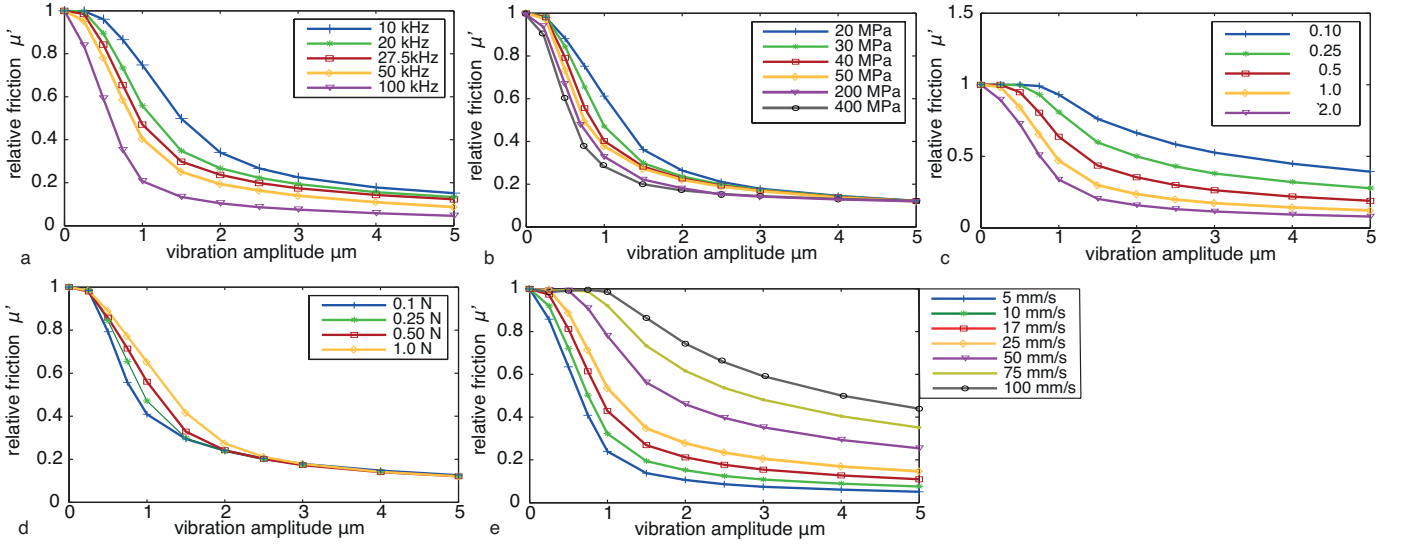 relative friction μ'
1
0.8
0.6
0.4
0.2
0
0 1 2 3 4 5
vibration amplitude μm
a
10 kHz
20 kHz
27.5kHz
50 kHz
100 kHz
relative friction μ'
1
0.8
0.6
0.4
0.2
0
0 1 2 3 4 5
vibration amplitude μm
b
20 MPa
30 MPa
40 MPa
50 MPa
200 MPa
400 MPa
relative friction μ'
1.5
1
0.5
0
0 1 2 3 4 5
vibration amplitude μm
c
0.10
0.25
0.5
1.0
2.0
relative friction μ'
1
0.8
0.6
0.4
0.2
0
0 1 2 3 4 5
vibration amplitude μm
d
0.1 N
0.25 N
0.50 N
1.0 N
relative friction μ'
1
0.8
0.6
0.4
0.2
0
0 1 2 3 4 5
vibration amplitude μm
e
5 mm/s
10 mm/s
17 mm/s
25 mm/s
50 mm/s
75 mm/s
100 mm/s